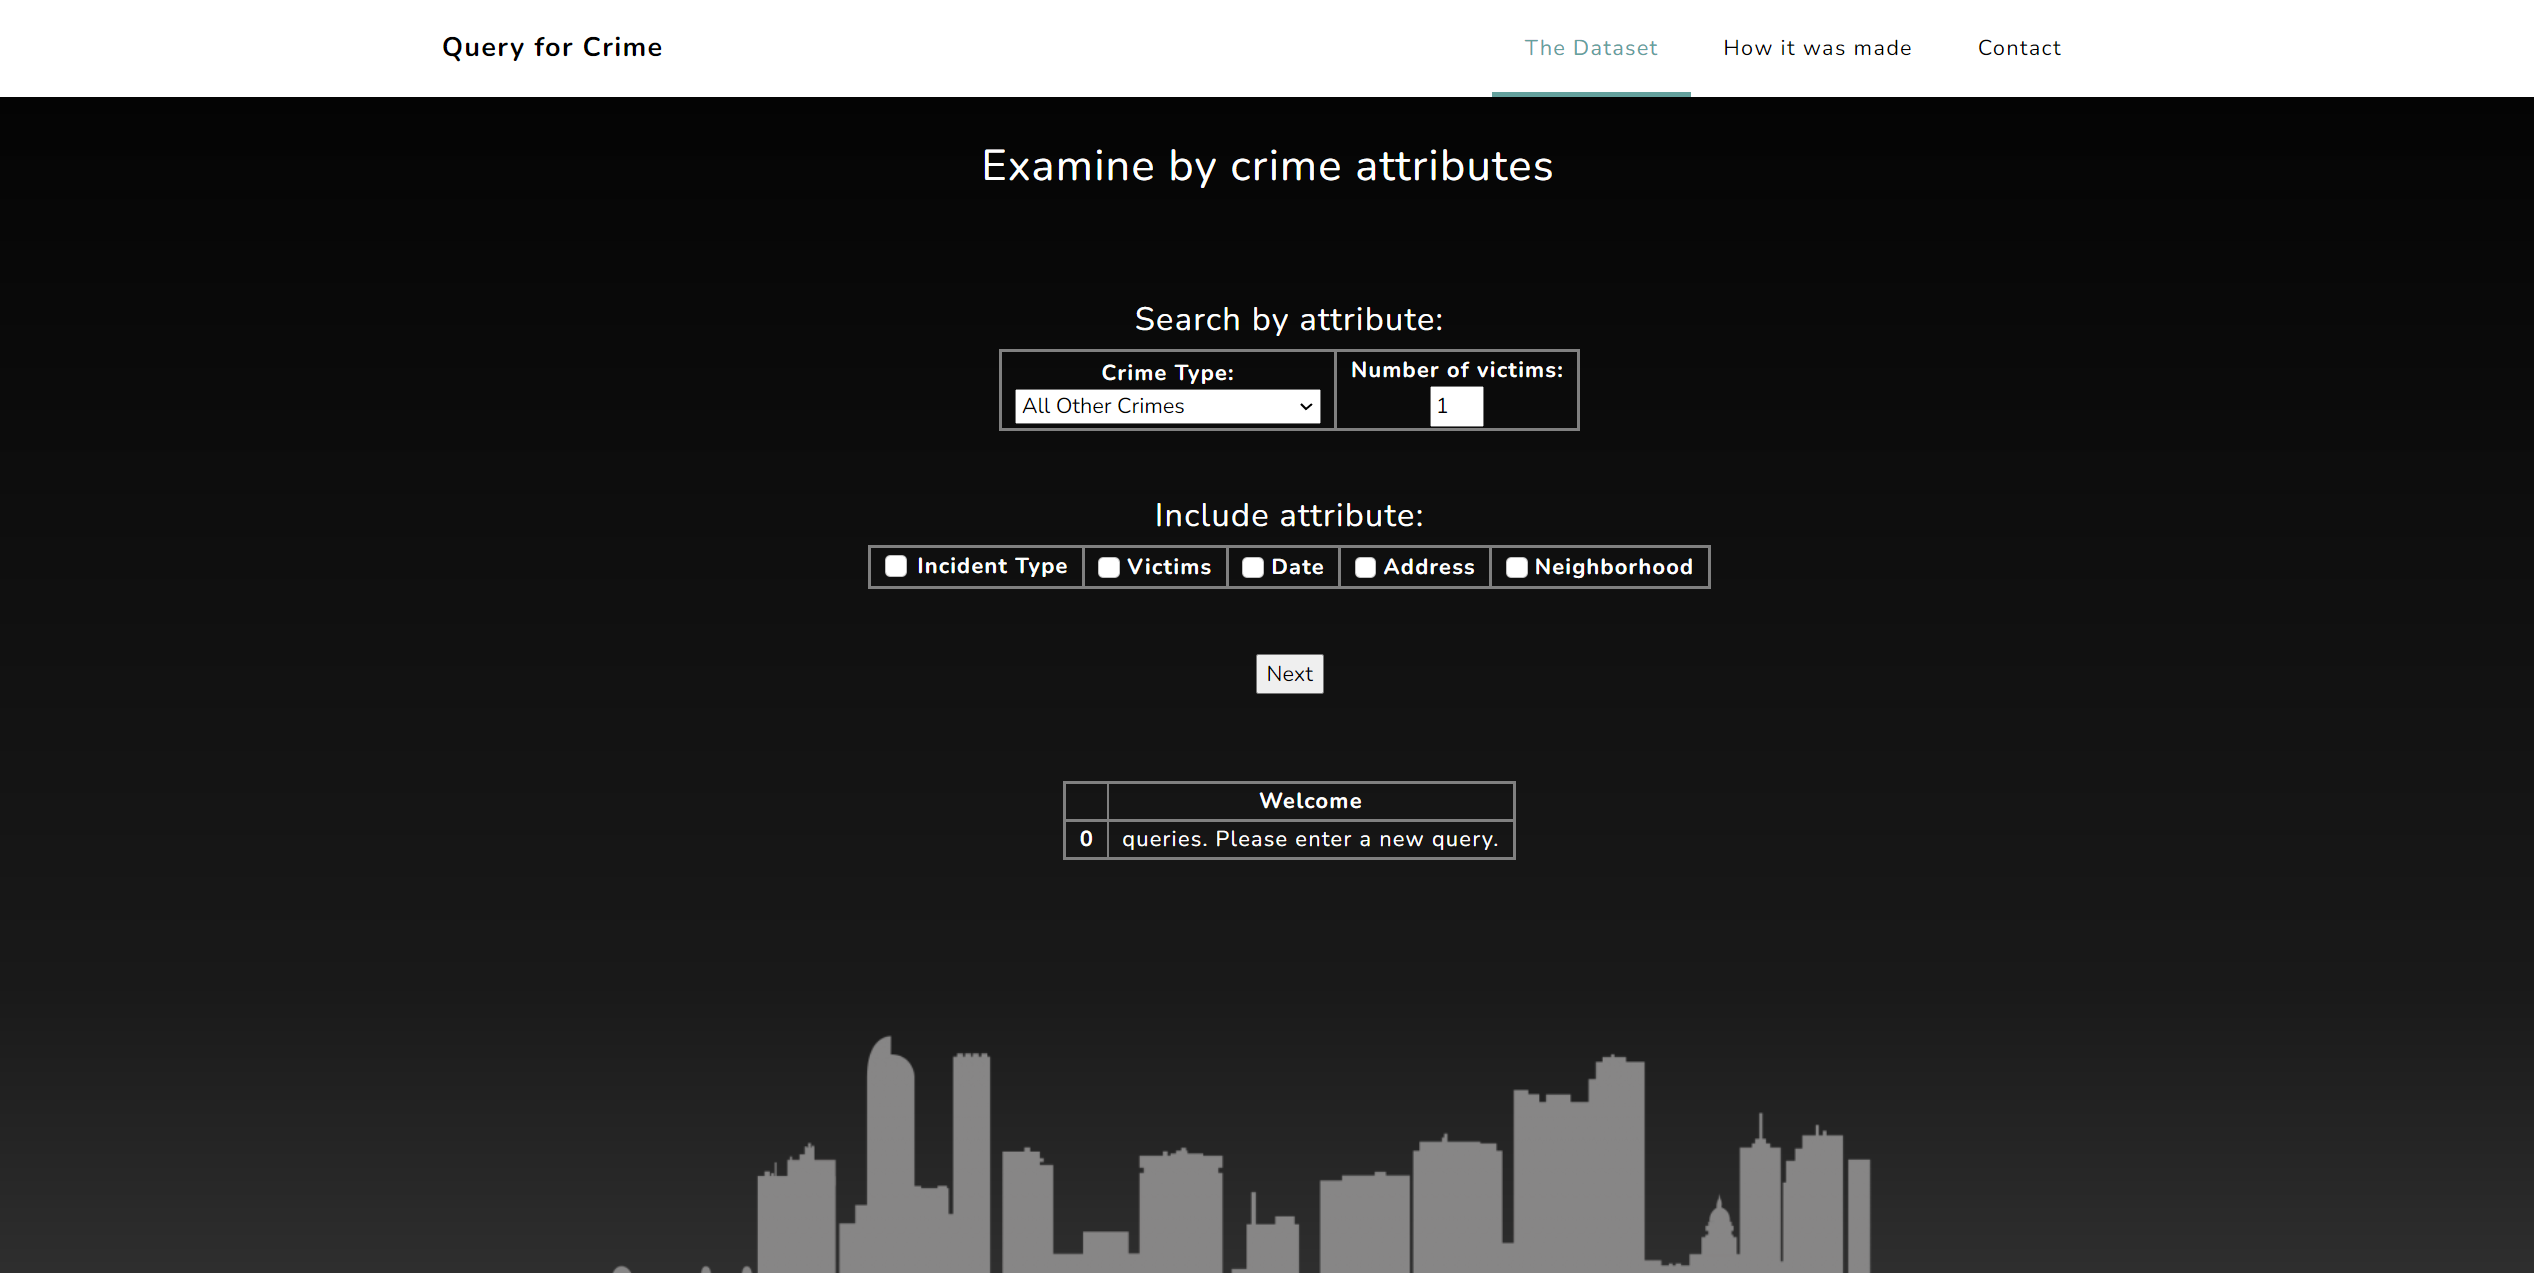 Query for Crime
The Dataset
How it was made
Contact
Examine by crime attributes
Search by attribute:
Crime Type:
Number of victims:
All Other Crimes
1
Include attribute:
Incident Type
Victims
Date
Address
Neighborhood
Next
Welcome
0 queries. Please enter a new query.